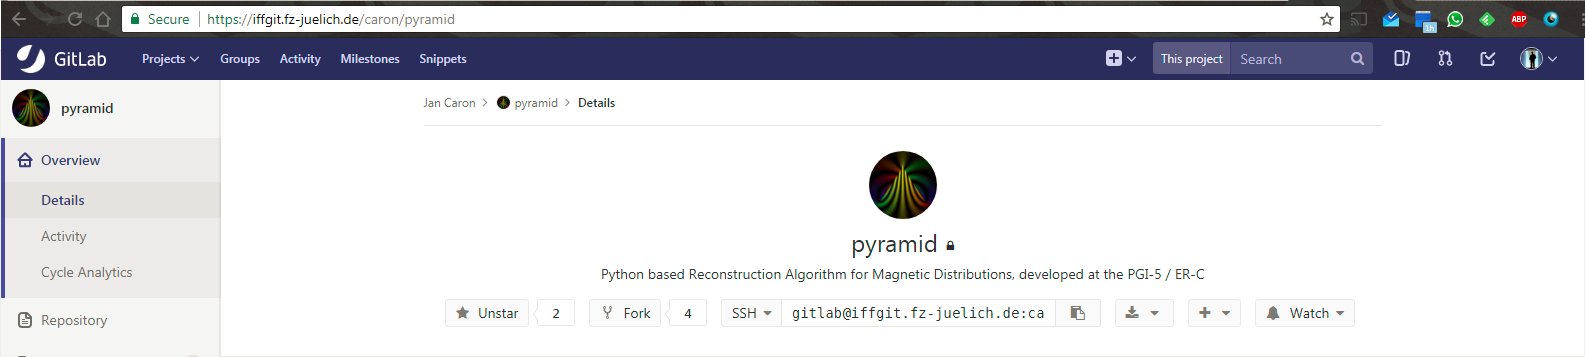 Secure https://iffgit.fz-juelich.de/caron/pyramid
1h
ABP
GitLab Projects Groups Activity Milestones Snippets This project Search
pyramid
Jan Caron > pyramid > Details
Overview
Details
Activity
Cycle Analytics
Repository
pyramid
Python based Reconstruction Algorithm for Magnetic Distributions, developed at the PGI-5 / ER-C
Unstar 2 Fork 4 SSH gitlab@iffgit.fz-juelich.de:ca Watch